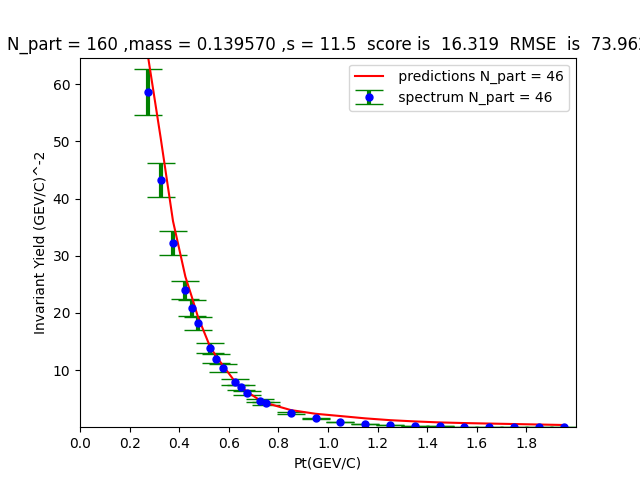 N_part = 160 ,mass = 0.139570 ,s = 11.5  score is  16.319  RMSE  is  73.96
predictions N_part = 46
spectrum N_part = 46
Invariant Yield (GEV/C)^-2
60
50
40
30
20
10
0.0 0.2 0.4 0.6 0.8 1.0 1.2 1.4 1.6 1.8
Pt(GEV/C)